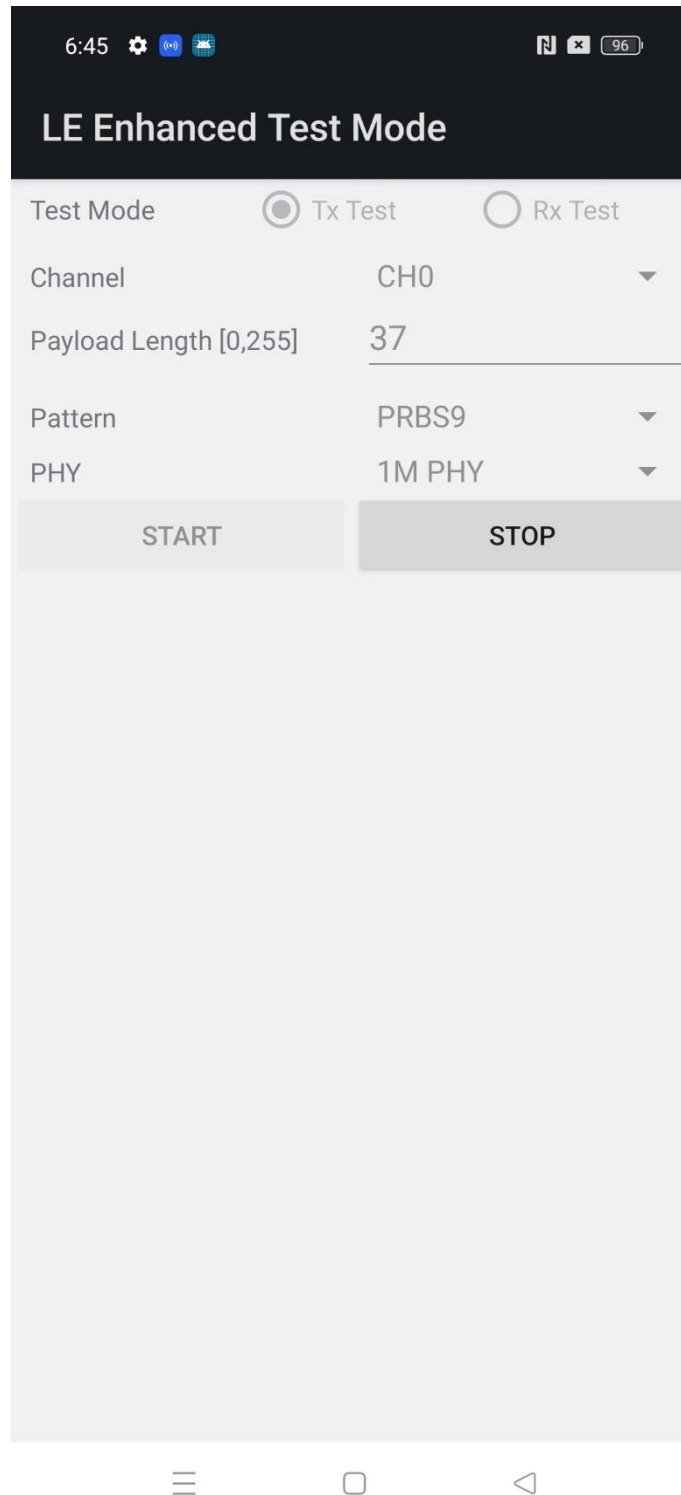 6:45 96
LE Enhanced Test Mode
Test Mode Tx Test Rx Test
Channel CH0
Payload Length [0,255] 37
Pattern PRBS9
PHY 1M PHY
START STOP